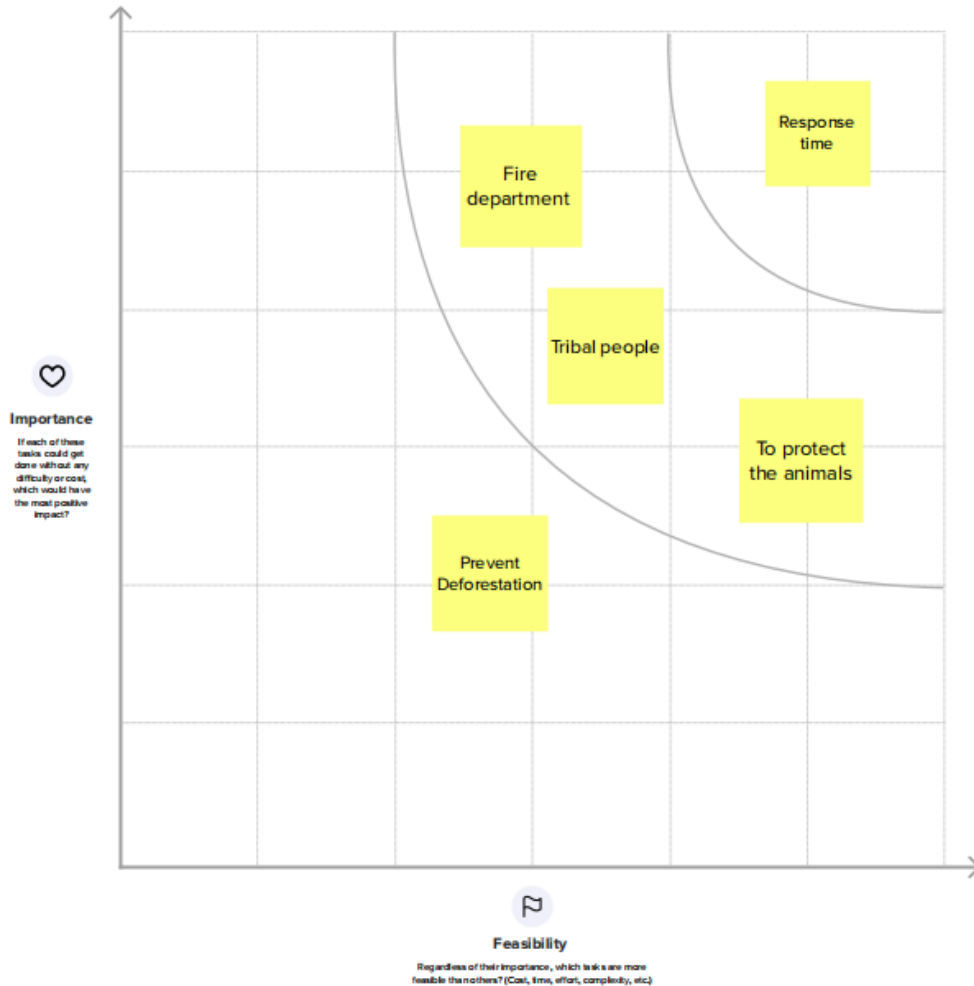 Response
time
Fire
department
Tribal people
To protect
the animals
Prevent
Deforestation
Importance
If each of these
tasks could get
done without any
difficulty or cost,
which would have
the most positive
impact?
Feasibility
Regardless of their importance, which tasks are more
feasible than others? (Cost, time, effort, complexity, etc.)